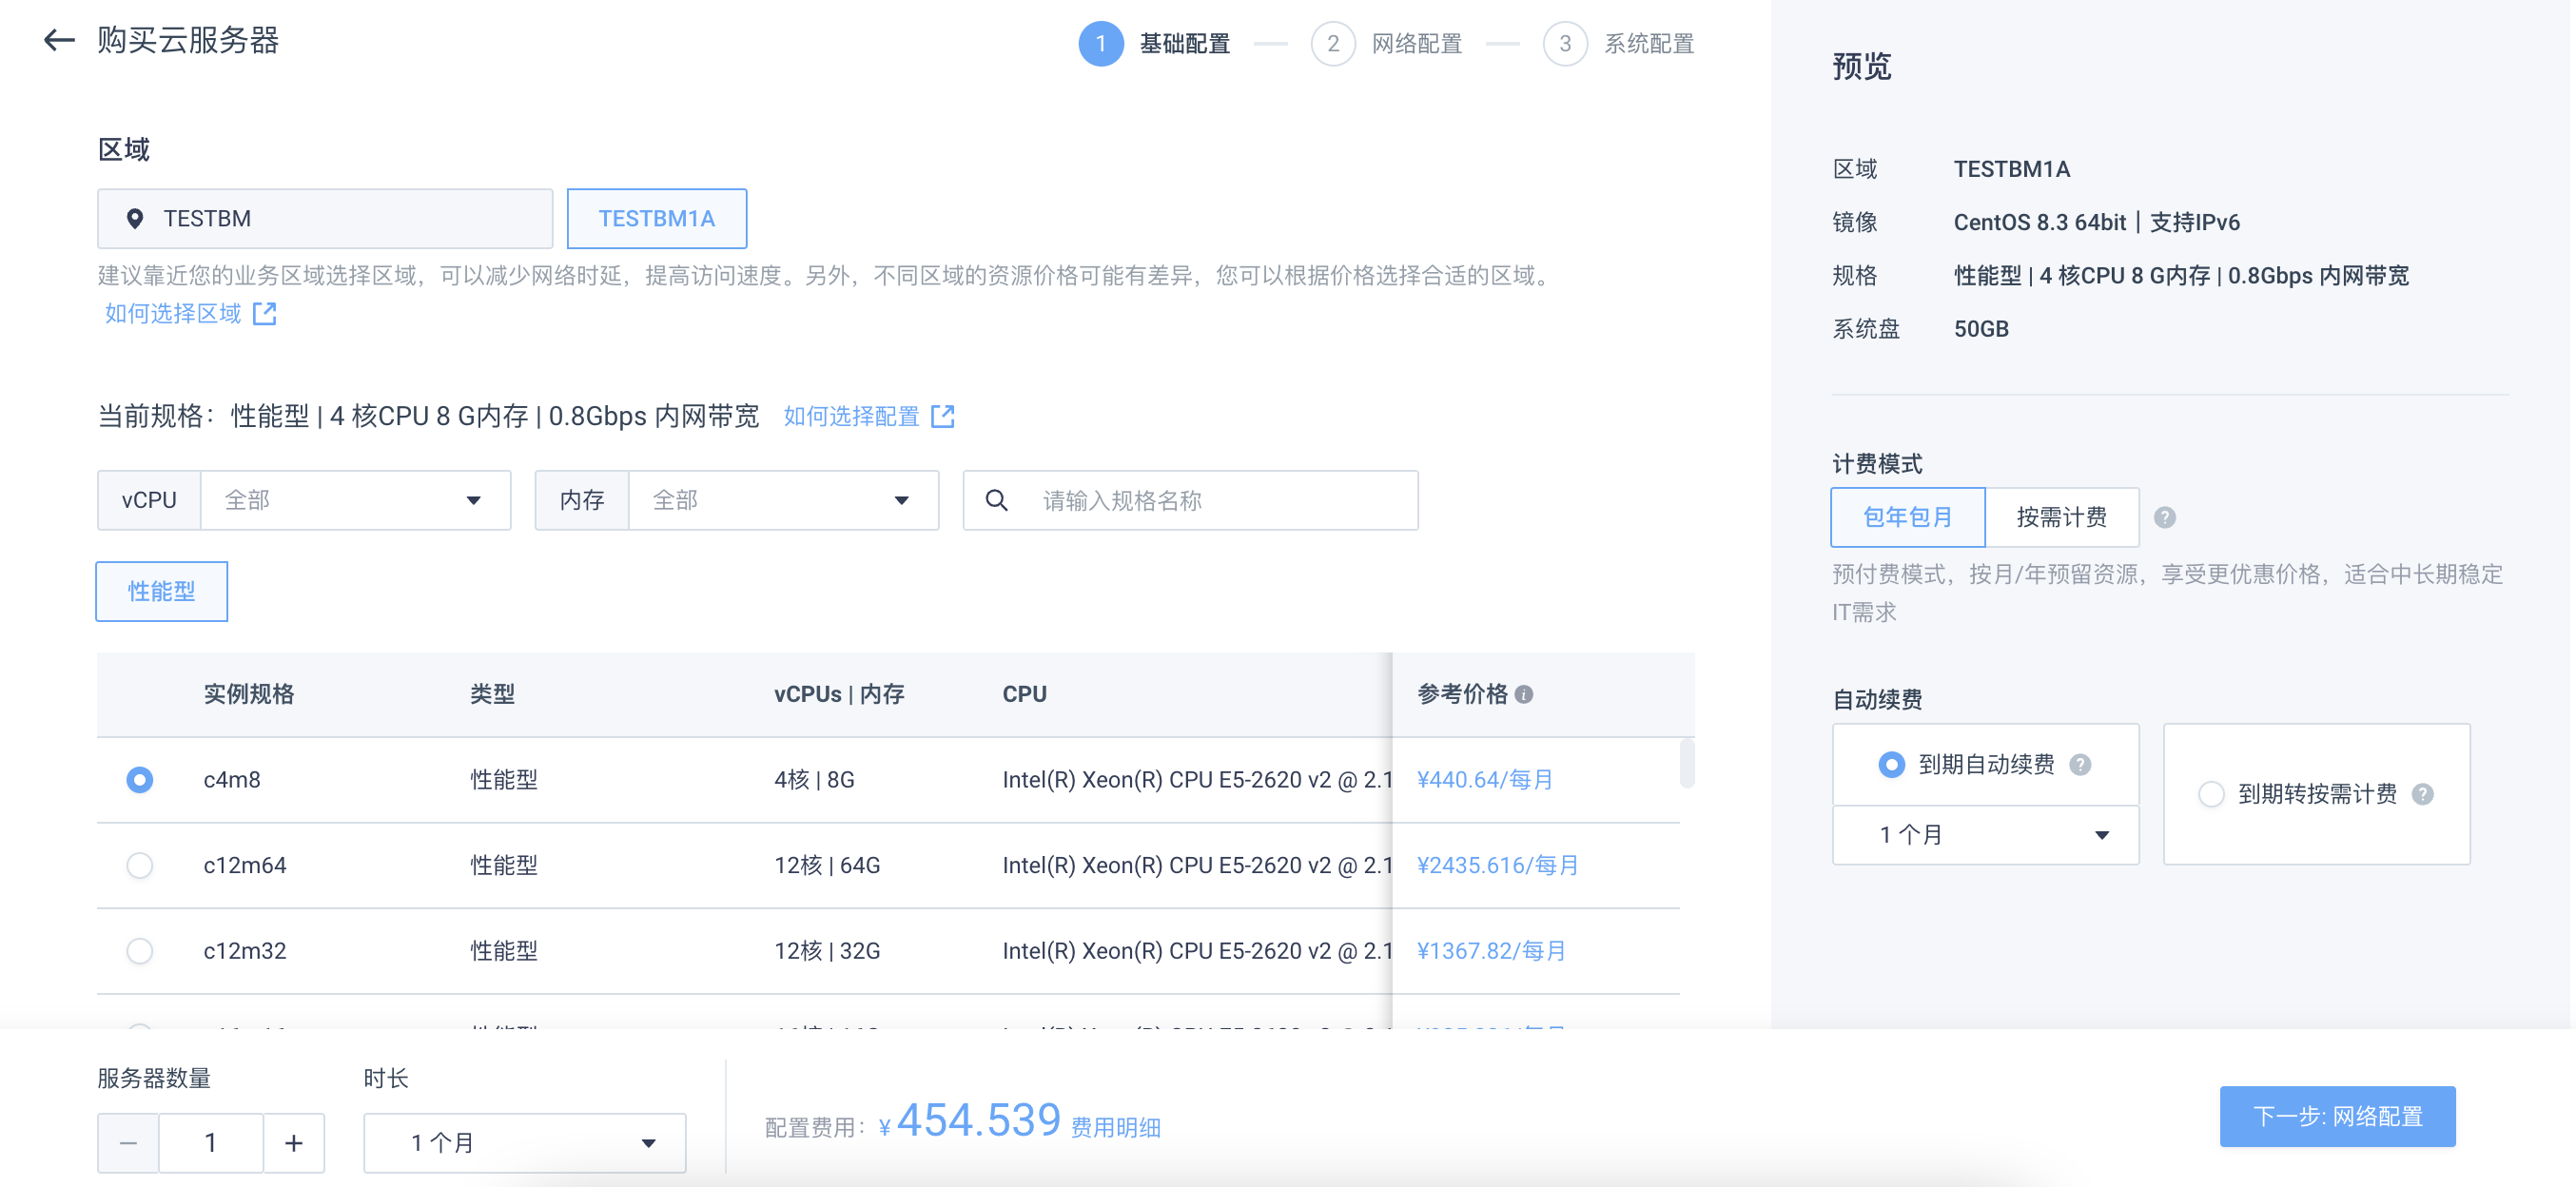 购买云服务器
1 基础配置 2 网络配置 3 系统配置
区域
TESTBM TESTBM1A
建议靠近您的业务区域选择区域，可以减少网络时延，提高访问速度。另外，不同区域的资源价格可能有差异，您可以根据价格选择合适的区域。
如何选择区域
当前规格：性能型 | 4 核CPU 8 G内存 | 0.8Gbps 内网带宽 如何选择配置
vCPU 全部 内存 全部 请输入规格名称
性能型
实例规格 类型 vCPUs | 内存 CPU 参考价格
c4m8 性能型 4核 | 8G Intel(R) Xeon(R) CPU E5-2620 v2 @ 2.1 ¥440.64/每月
c12m64 性能型 12核 | 64G Intel(R) Xeon(R) CPU E5-2620 v2 @ 2.1 ¥2435.616/每月
c12m32 性能型 12核 | 32G Intel(R) Xeon(R) CPU E5-2620 v2 @ 2.1 ¥1367.82/每月
服务器数量 时长
1 1 个月
配置费用：¥ 454.539 费用明细
下一步: 网络配置
预览
区域 TESTBM1A
镜像 CentOS 8.3 64bit | 支持IPv6
规格 性能型 | 4 核CPU 8 G内存 | 0.8Gbps 内网带宽
系统盘 50GB
计费模式
包年包月 按需计费 ?
预付费模式，按月/年预留资源，享受更优惠价格，适合中长期稳定
IT需求
自动续费
到期自动续费 ?
1 个月
到期转按需计费 ?